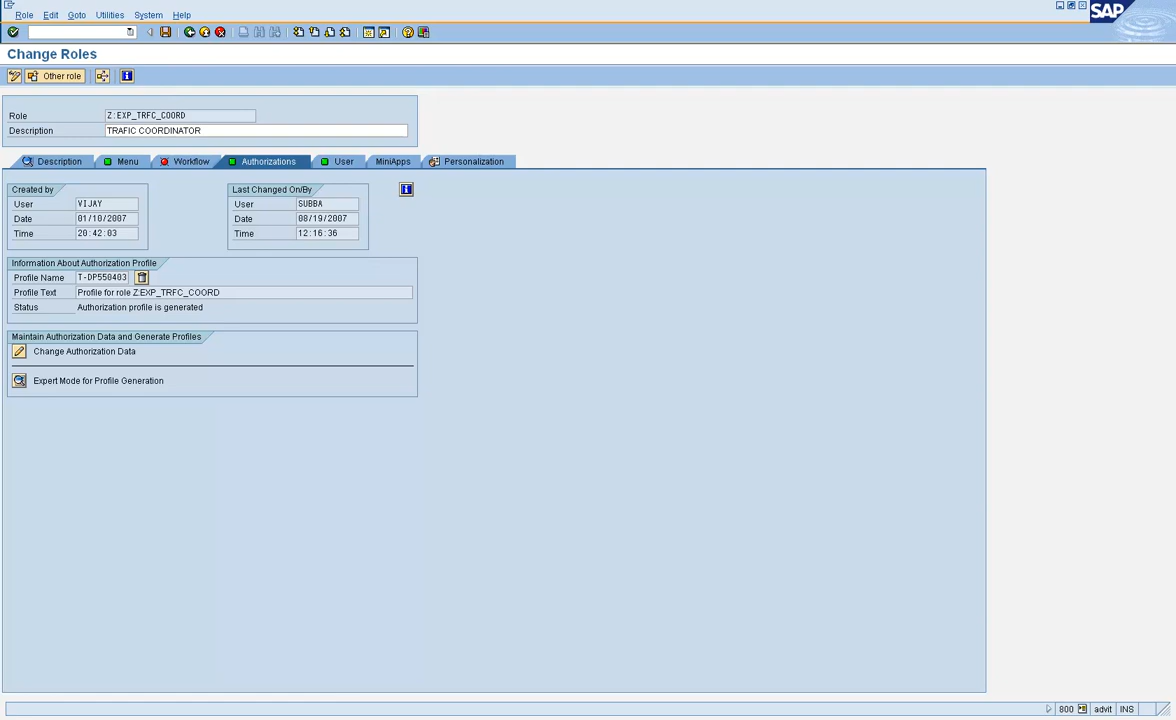 Role Edit Goto Utilities System Help
SAP
Change Roles
Other role
Role Z:EXP_TRFC_COORD
Description TRAFIC COORDINATOR
Description Menu Workflow Authorizations User MiniApps Personalization
Created by Last Changed On/By
User VIJAY User SUBBA
Date 01/10/2007 Date 08/19/2007
Time 20:42:03 Time 12:16:36
Information About Authorization Profile
Profile Name T-DP550403
Profile Text Profile for role Z:EXP_TRFC_COORD
Status Authorization profile is generated
Maintain Authorization Data and Generate Profiles
Change Authorization Data
Expert Mode for Profile Generation
800 advit INS